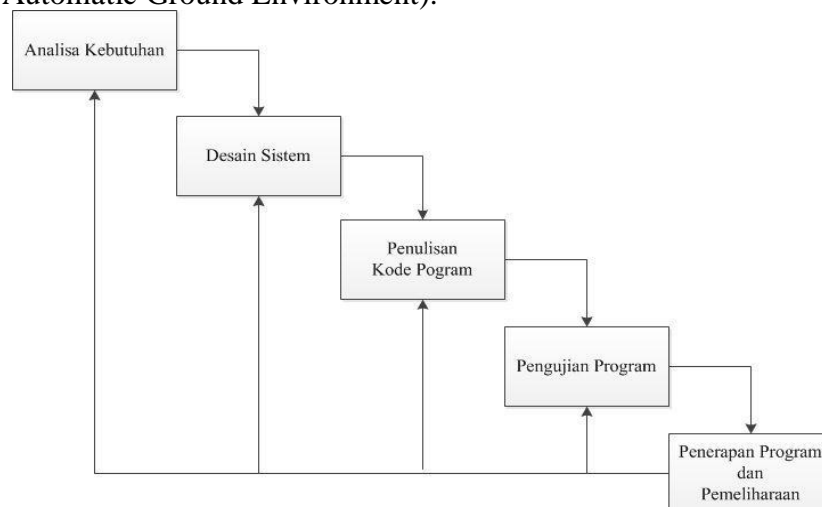 Automatic Ground Environment).
Analisa Kebutuhan
Desain Sistem
Penulisan
Kode Pogram
Pengujian Program
Penerapan Program
dan
Pemeliharaan